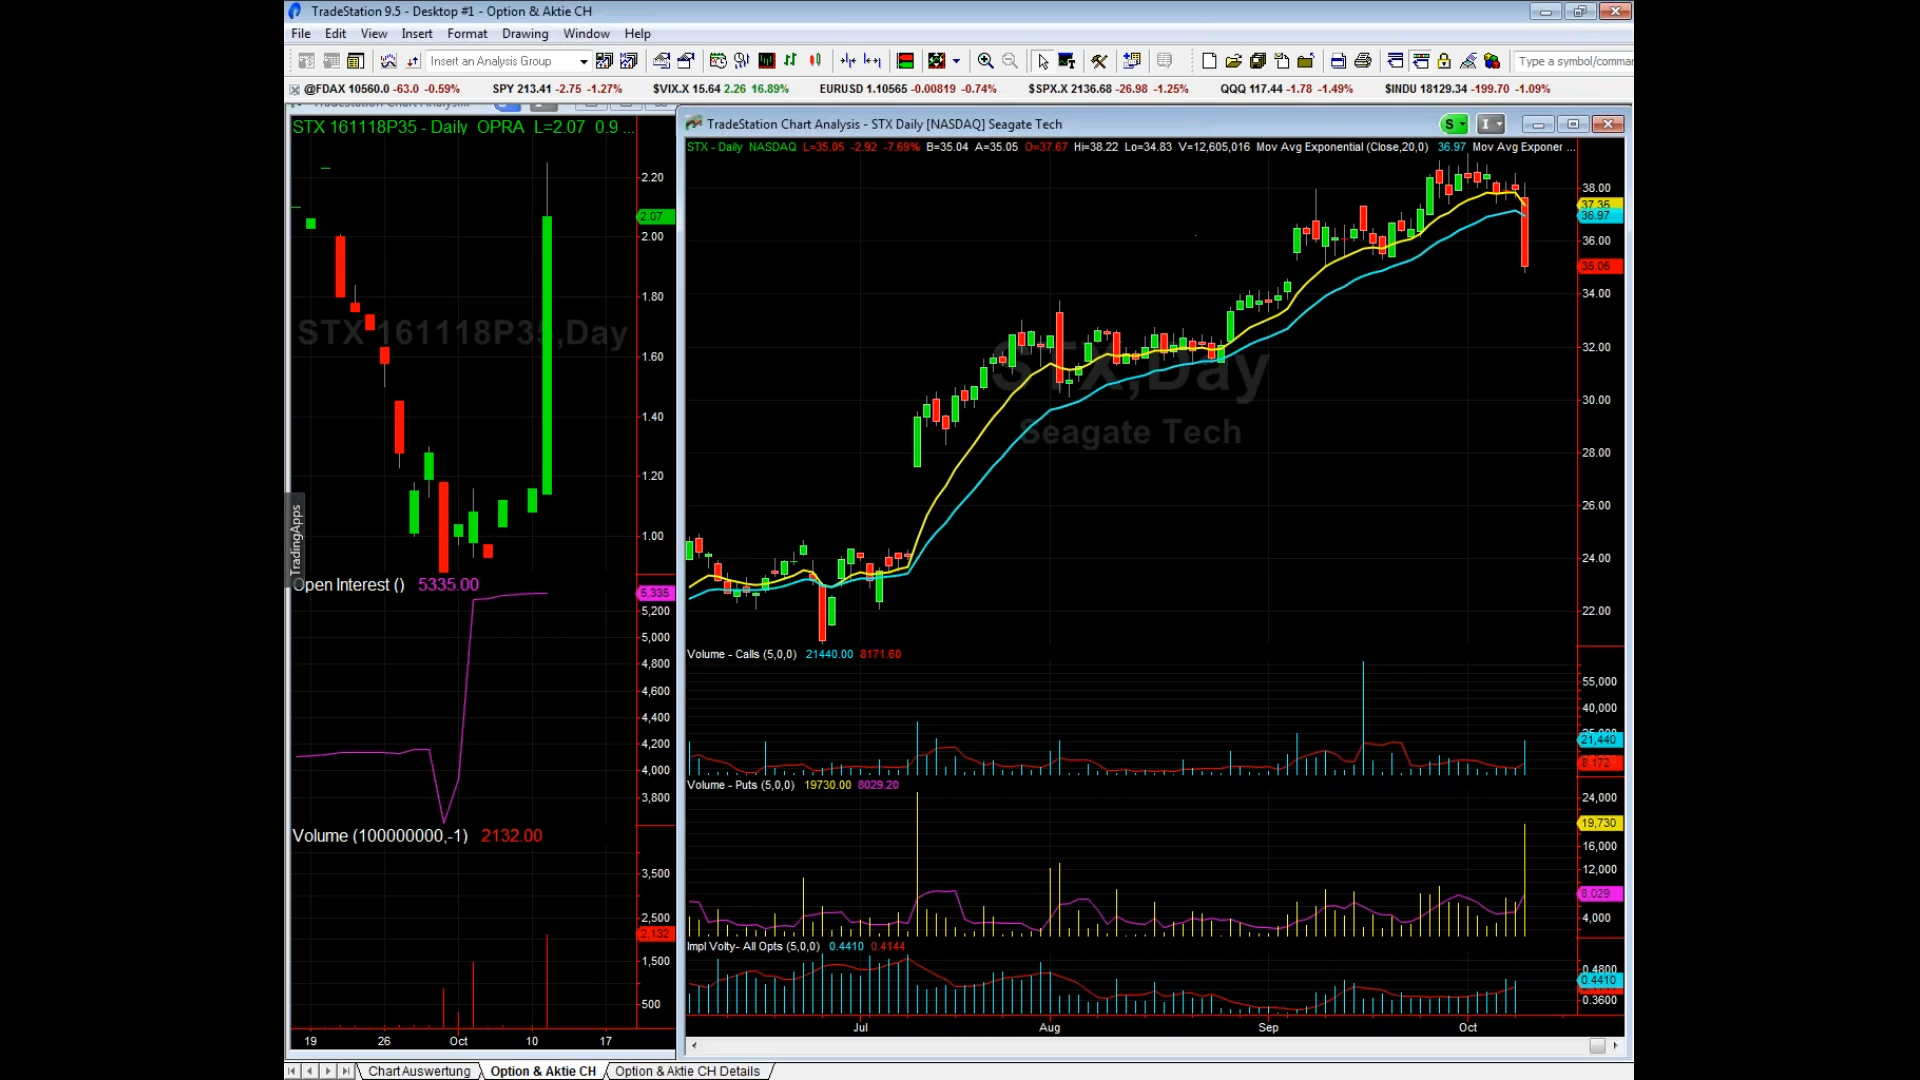 TradeStation 9.5 - Desktop #1 - Option & Aktie CH
File Edit View Insert Format Drawing Window Help
Insert an Analysis Group
Type a symbol/comman
@FDAX 10560.0 -63.0 -0.59% SPY 213.41 -2.75 -1.27% $VIX.X 15.64 2.26 16.89% EURUSD 1.10565 -0.00819 -0.74% $SPX.X 2136.68 -26.98 -1.25% QQQ 117.44 -1.78 -1.49% $INDU 18129.34 -199.70 -1.09%
STX 161118P35 - Daily OPRA L=2.07 0.9 ...
2.20
2.07
2.00
1.80
STX 161118P35,Day
1.60
1.40
1.20
1.00
TradingApps
Open Interest () 5335.00
5,335
5,200
5,000
4,800
4,600
4,400
4,200
4,000
3,800
Volume (100000000,-1) 2132.00
3,500
2,500
2,132
1,500
500
19 26 Oct 10 17
TradeStation Chart Analysis - STX Daily [NASDAQ] Seagate Tech
S I
STX - Daily NASDAQ L=35.05 -2.92 -7.69% B=35.04 A=35.05 O=37.67 Hi=38.22 Lo=34.83 V=12,605,016 Mov Avg Exponential (Close,20,0) 36.97 Mov Avg Exponer ...
38.00
37.35
36.97
36.00
35.05
34.00
32.00
STX,Day
30.00
Seagate Tech
28.00
26.00
24.00
22.00
Volume - Calls (5,0,0) 21440.00 8171.60
55,000
40,000
21,440
8,172
Volume - Puts (5,0,0) 19730.00 8029.20
24,000
19,730
16,000
12,000
8,029
4,000
Impl Volty- All Opts (5,0,0) 0.4410 0.4144
0.4800
0.4410
0.3600
Jul Aug Sep Oct
ChartAuswertung Option & Aktie CH Option & Aktie CH Details